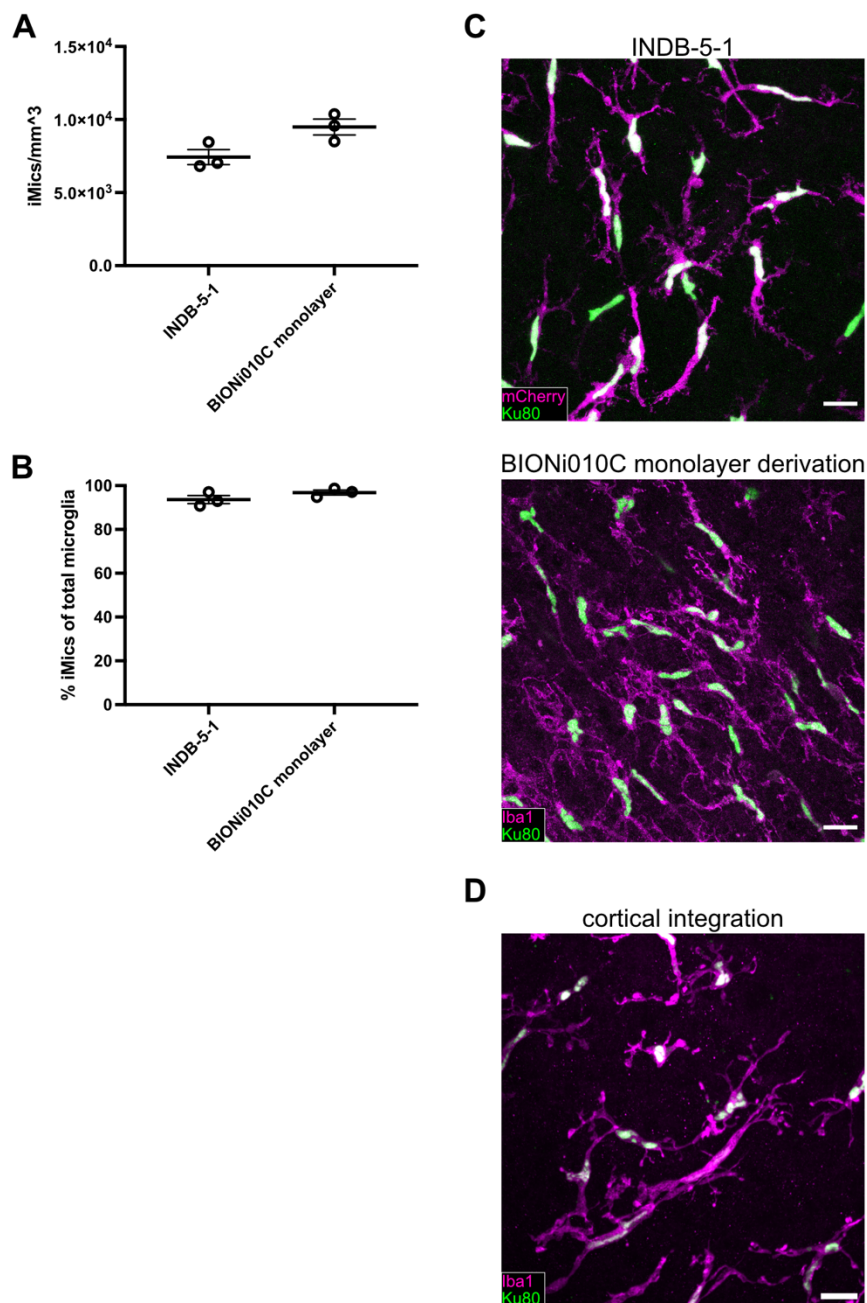 A
1.5×10⁴
1.0×10⁴
5.0×10³
0.0
iMics/mm^3
INDB-5-1
BIONi010C monolayer
B
100
80
60
40
20
0
% iMics of total microglia
INDB-5-1
BIONi010C monolayer
C
INDB-5-1
mCherry
Ku80
BIONi010C monolayer derivation
Iba1
Ku80
D
cortical integration
Iba1
Ku80